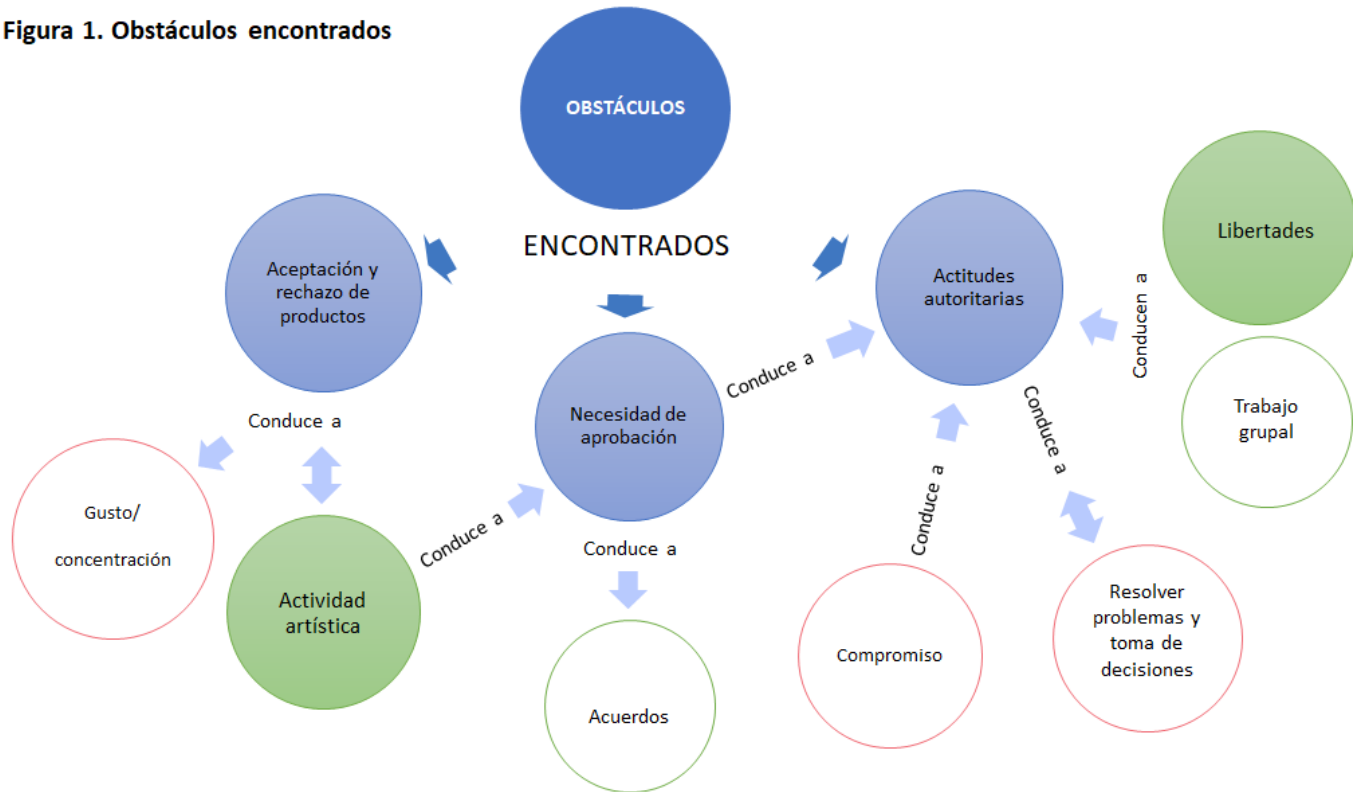 Figura 1. Obstáculos encontrados
OBSTÁCULOS
ENCONTRADOS
Aceptación y
rechazo de
productos
Conduce a
Gusto/
concentración
Actividad
artística
Conduce a
Necesidad de
aprobación
Conduce a
Acuerdos
Conduce a
Actitudes
autoritarias
Conduce a
Compromiso
Conduce a
Resolver
problemas y
toma de
decisiones
Conducen a
Libertades
Trabajo
grupal